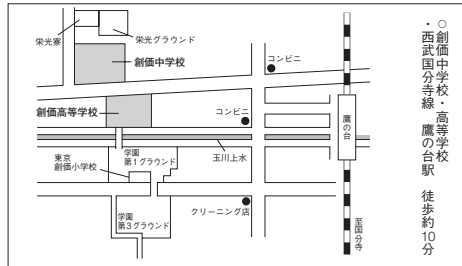 ○創価中学校・高等学校
・西武国分寺線 鷹の台駅 徒歩約10分
栄光寮
栄光グラウンド
創価中学校
コンビニ
創価高等学校
コンビニ
鷹の台
玉川上水
学園
第1グラウンド
東京
創価小学校
クリーニング店
学園
第3グラウンド
至国分寺